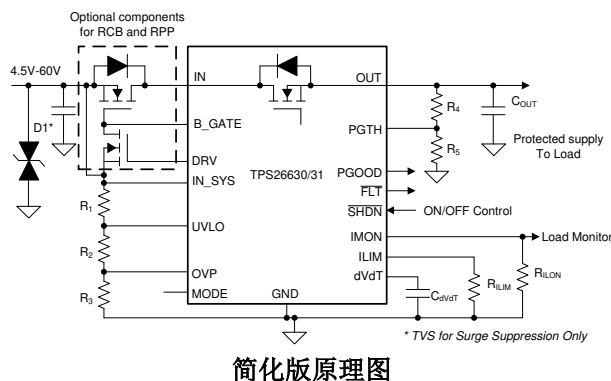 Optional components
for RCB and RPP
4.5V-60V
IN
OUT
D1*
B_GATE
DRV
IN_SYS
TPS26630/31
PGTH
R4
R5
COUT
Protected supply
To Load
PGOOD
FLT
SHDN
ON/OFF Control
R1
UVLO
R2
OVP
R3
MODE
GND
IMON
Load Monitor
ILIM
dVdT
CdVdT
RILIM
RILON
* TVS for Surge Suppression Only
简化版原理图